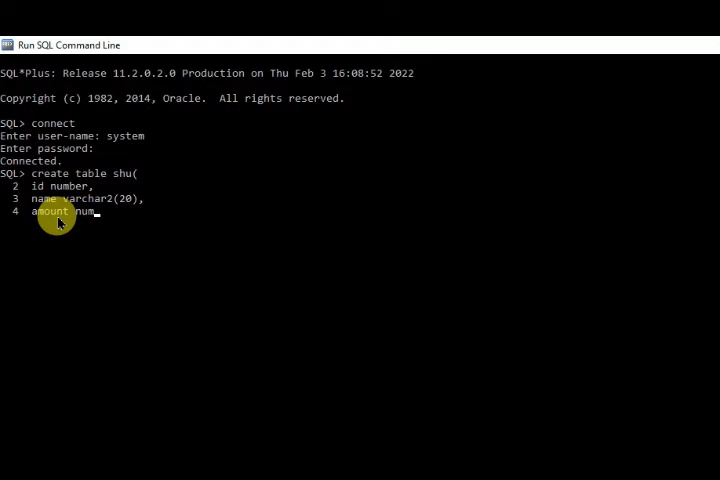 Run SQL Command Line
SQL*Plus: Release 11.2.0.2.0 Production on Thu Feb 3 16:08:52 2022
Copyright (c) 1982, 2014, Oracle.  All rights reserved.
SQL> connect
Enter user-name: system
Enter password:
Connected.
SQL> create table shu(
  2  id number,
  3  name varchar2(20),
  4  amount num